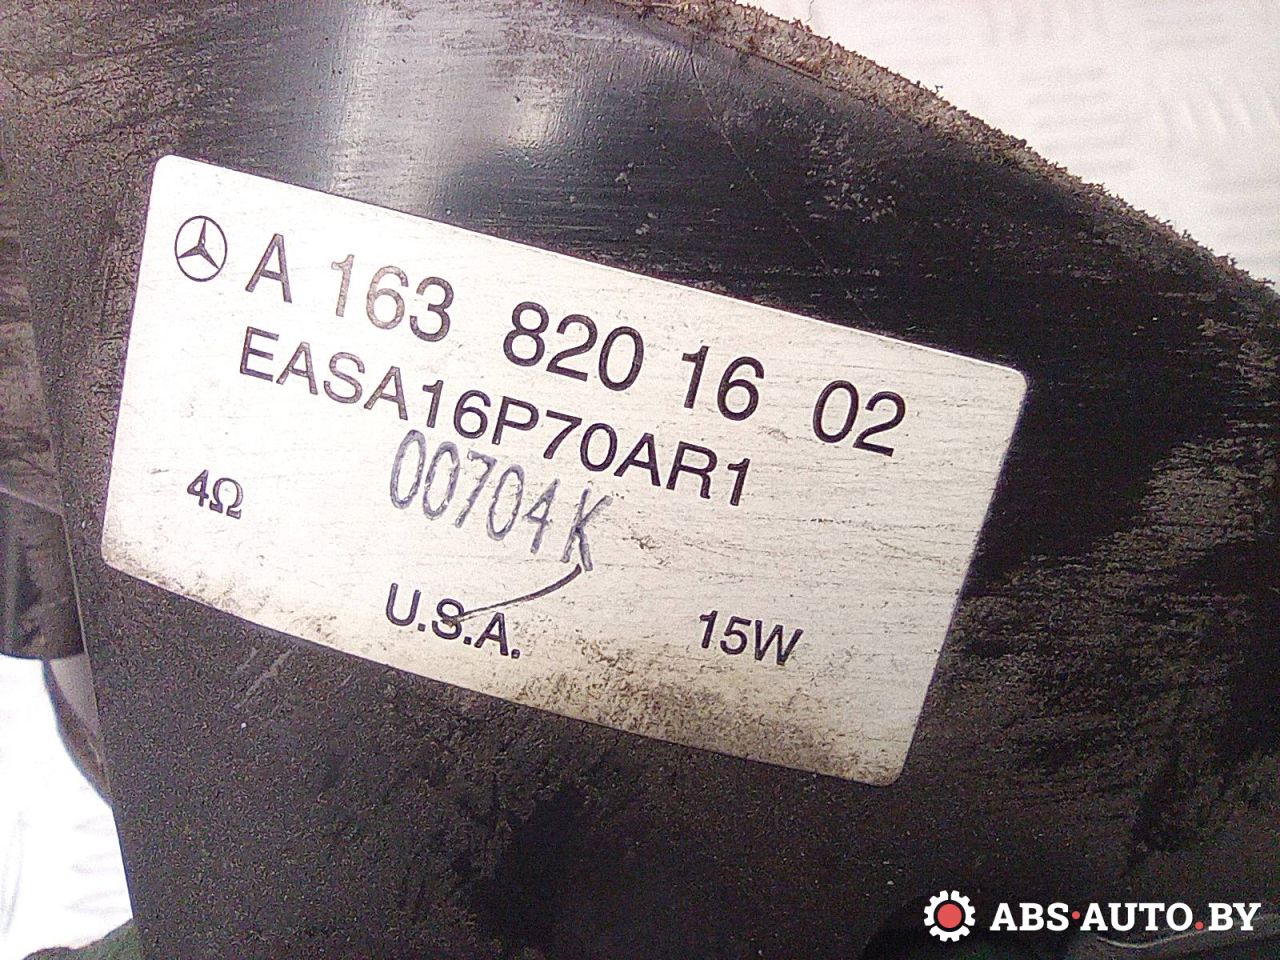 A 163 820 16 02
EASA16P70AR1
00704K
4Ω
U.S.A.
15W
ABS·AUTO.BY